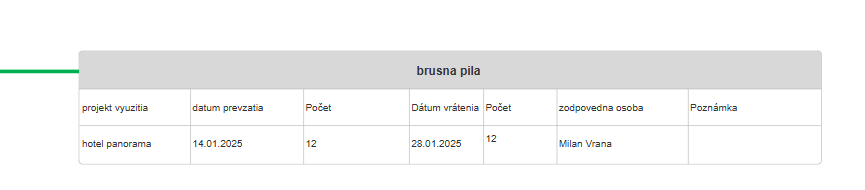 brusna pila
projekt vyuzitia datum prevzatia Počet Dátum vrátenia Počet zodpovedna osoba Poznámka
hotel panorama 14.01.2025 12 28.01.2025 12 Milan Vrana